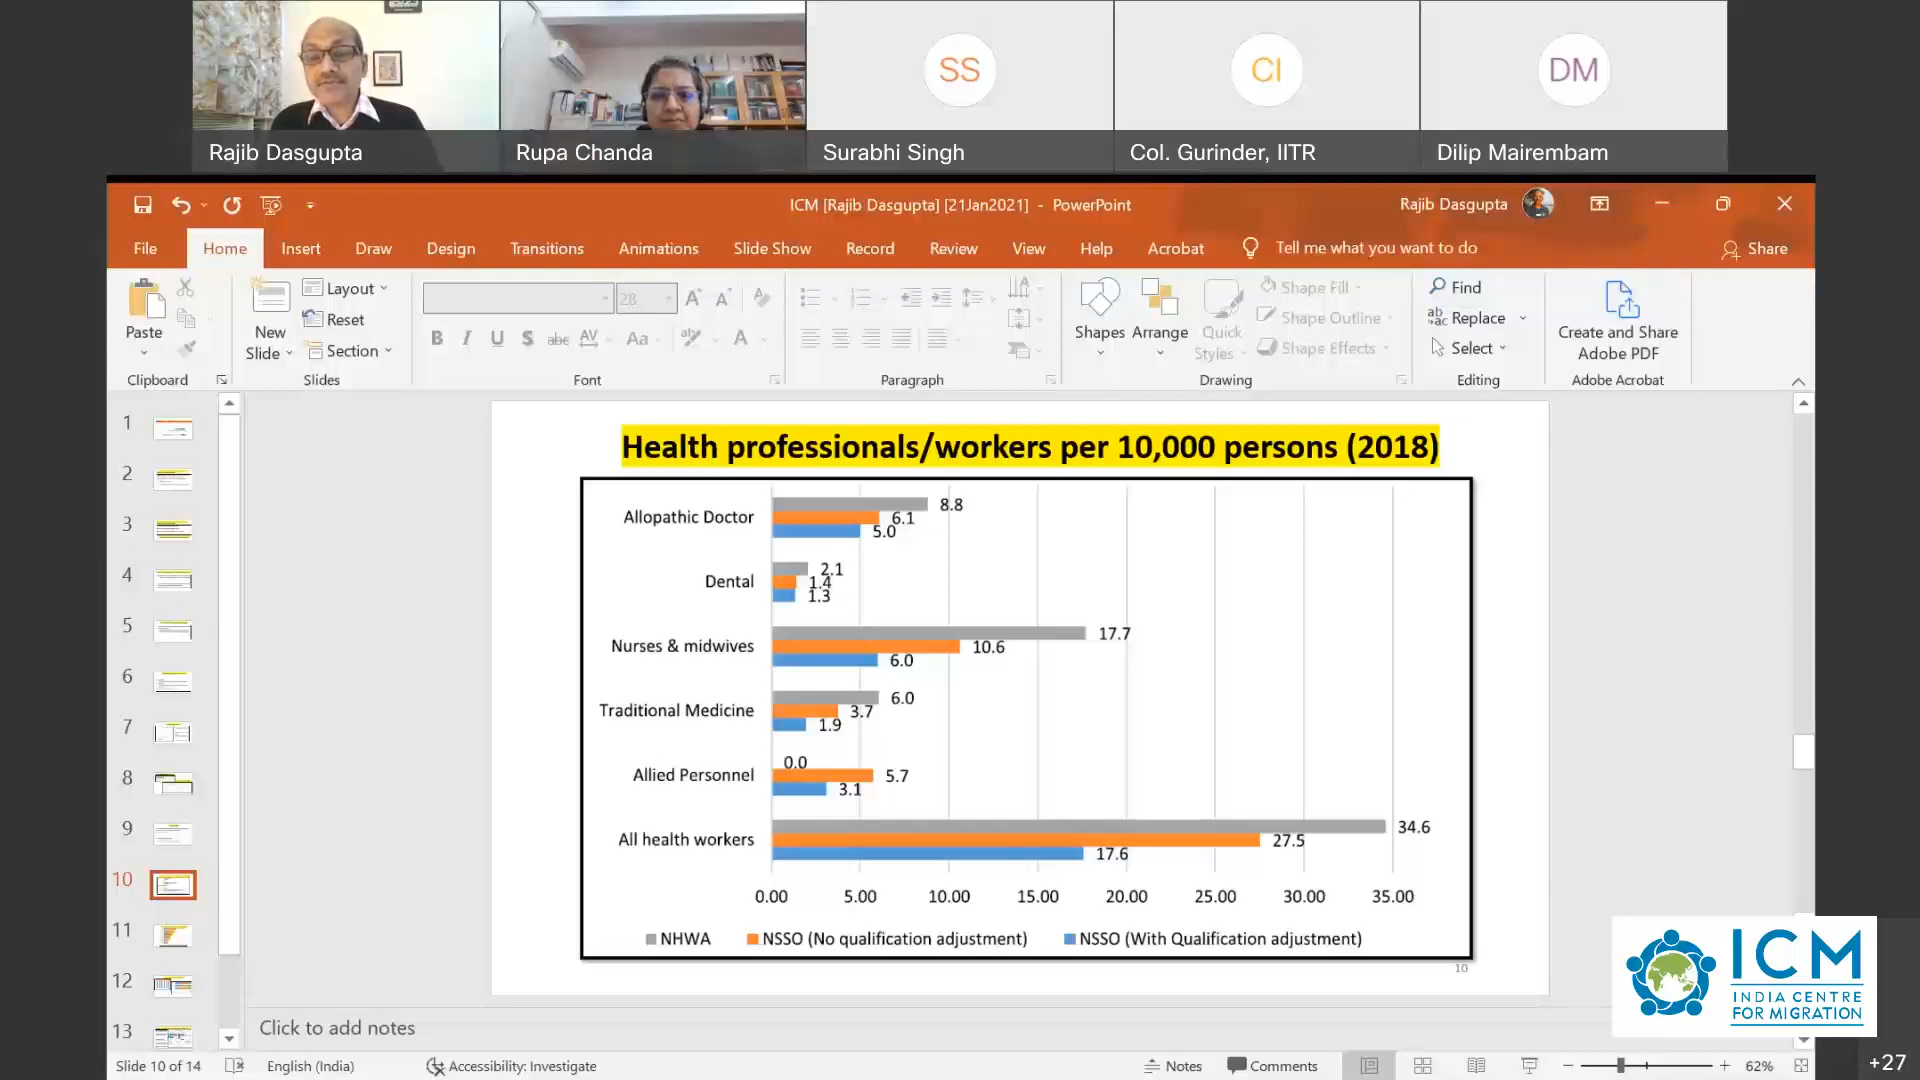 SS
CI
DM
Rajib Dasgupta
Rupa Chanda
Surabhi Singh
Col. Gurinder, IITR
Dilip Mairembam
ICM [Rajib Dasgupta] [21Jan2021] - PowerPoint
Rajib Dasgupta
File Home Insert Draw Design Transitions Animations Slide Show Record Review View Help Acrobat Tell me what you want to do Share
Paste
Clipboard
New Slide
Layout
Reset
Section
Slides
28
Font
Paragraph
Shapes
Arrange
Quick Styles
Shape Fill
Shape Outline
Shape Effects
Drawing
Find
Replace
Select
Editing
Create and Share
Adobe PDF
Adobe Acrobat
1
2
3
4
5
6
7
8
9
10
11
12
13
Health professionals/workers per 10,000 persons (2018)
Allopathic Doctor 8.8 6.1 5.0
Dental 2.1 1.4 1.3
Nurses & midwives 17.7 10.6 6.0
Traditional Medicine 6.0 3.7 1.9
Allied Personnel 0.0 5.7 3.1
All health workers 34.6 27.5 17.6
0.00 5.00 10.00 15.00 20.00 25.00 30.00 35.00
NHWA NSSO (No qualification adjustment) NSSO (With Qualification adjustment)
10
ICM
INDIA CENTRE
FOR MIGRATION
Click to add notes
Slide 10 of 14 English (India) Accessibility: Investigate Notes Comments 62%
+27